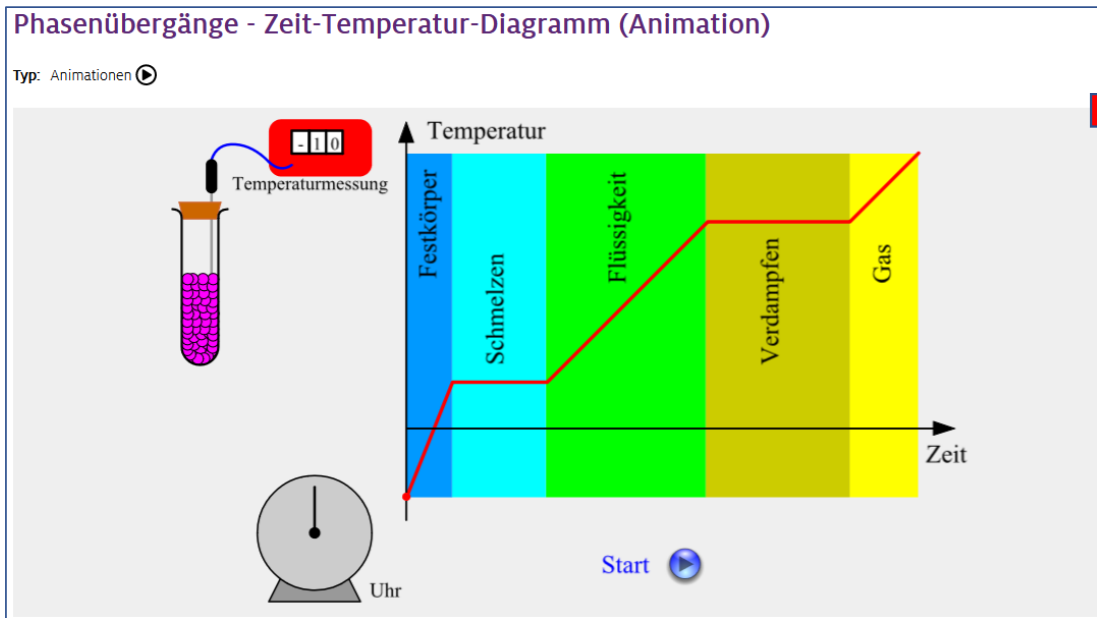 Phasenübergänge - Zeit-Temperatur-Diagramm (Animation)
Typ: Animationen
-10
Temperaturmessung
Temperatur
Festkörper
Schmelzen
Flüssigkeit
Verdampfen
Gas
Zeit
Uhr
Start